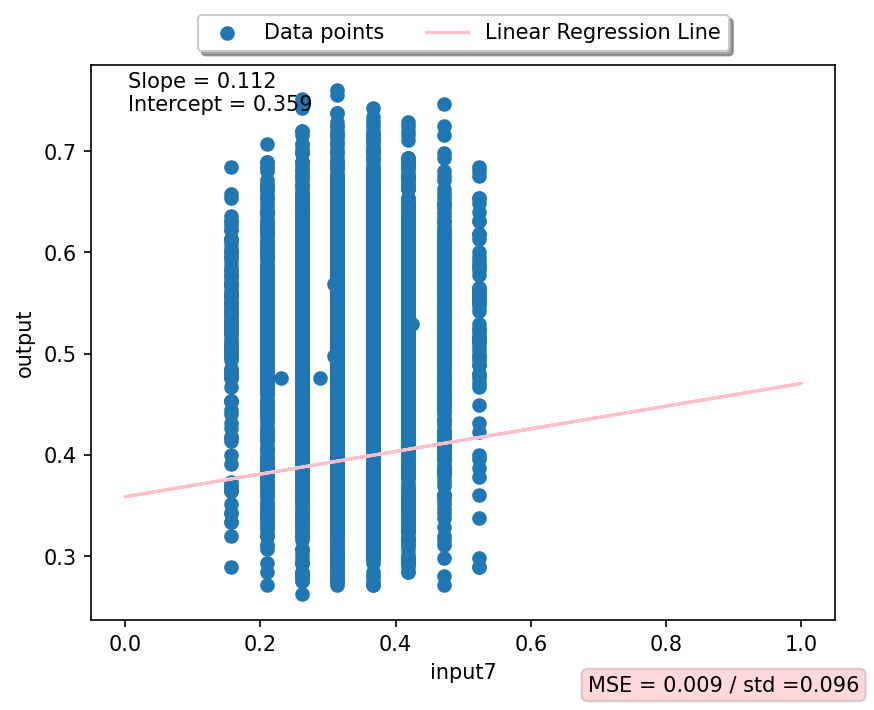 Data points
Linear Regression Line
Slope = 0.112
Intercept = 0.359
0.7
0.6
0.5
0.4
0.3
output
0.0
0.2
0.4
0.6
0.8
1.0
input7
MSE = 0.009 / std =0.096